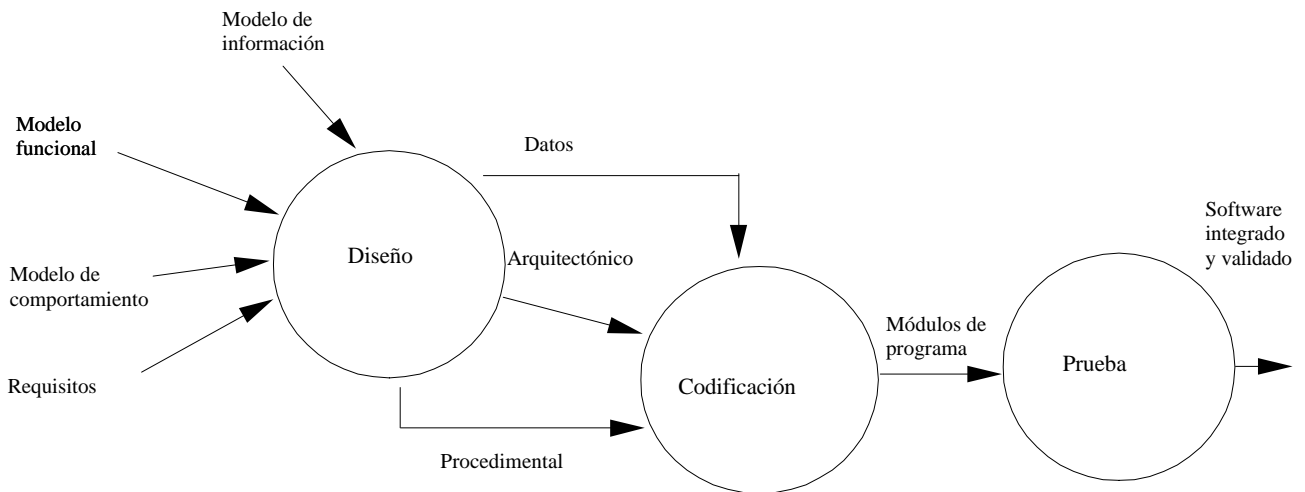 Modelo de
información
Modelo
funcional
Datos
Software
integrado
y validado
Diseño
Arquitectónico
Modelo de
comportamiento
Módulos de
programa
Prueba
Requisitos
Codificación
Procedimental